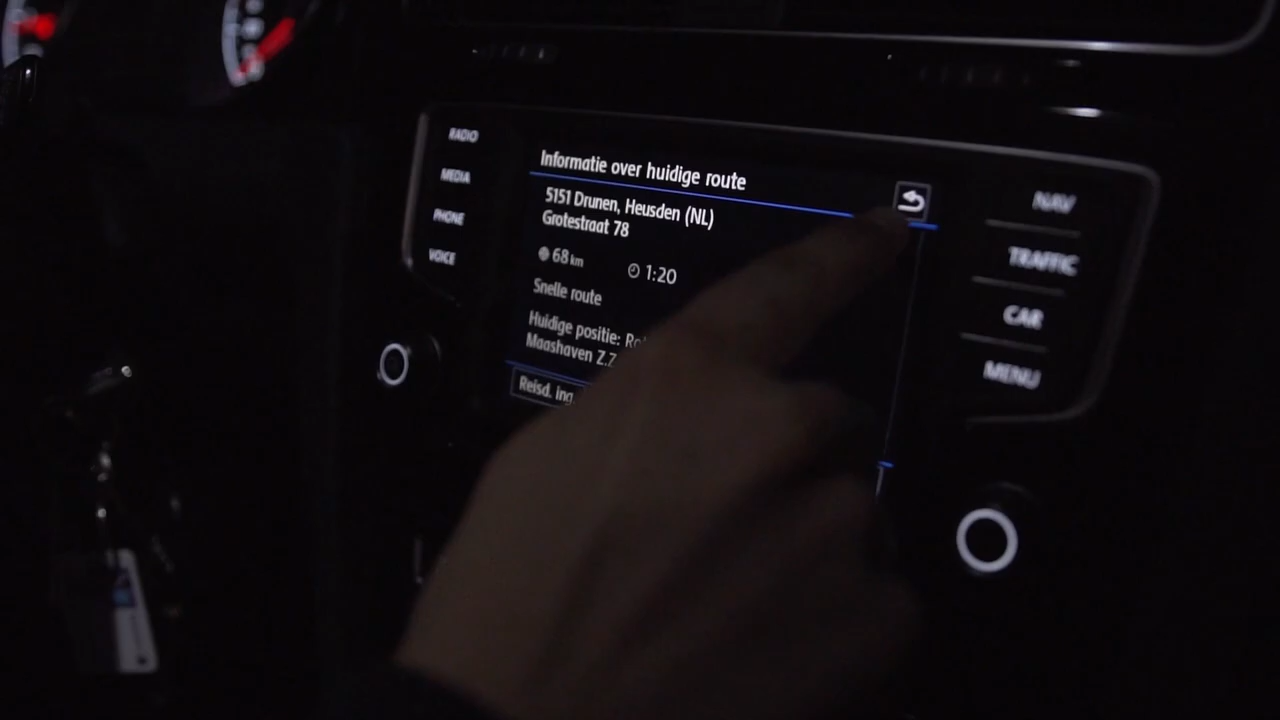 RADIO
MEDIA
PHONE
VOICE
Informatie over huidige route
5151 Drunen, Heusden (NL)
Grotestraat 78
68 km
1:20
Snelle route
Huidige positie:
Maashaven Z.Z
Reisd. ing.
NAV
TRAFFIC
CAR
MENU